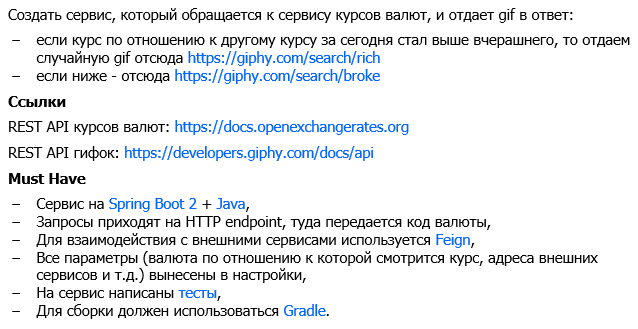 Создать сервис, который обращается к сервису курсов валют, и отдает gif в ответ:
– если курс по отношению к другому курсу за сегодня стал выше вчерашнего, то отдаем
случайную gif отсюда https://giphy.com/search/rich
– если ниже - отсюда https://giphy.com/search/broke
Ссылки
REST API курсов валют: https://docs.openexchangerates.org
REST API гифок: https://developers.giphy.com/docs/api
Must Have
– Сервис на Spring Boot 2 + Java,
– Запросы приходят на HTTP endpoint, туда передается код валюты,
– Для взаимодействия с внешними сервисами используется Feign,
– Все параметры (валюта по отношению к которой смотрится курс, адреса внешних
сервисов и т.д.) вынесены в настройки,
– На сервис написаны тесты,
– Для сборки должен использоваться Gradle.